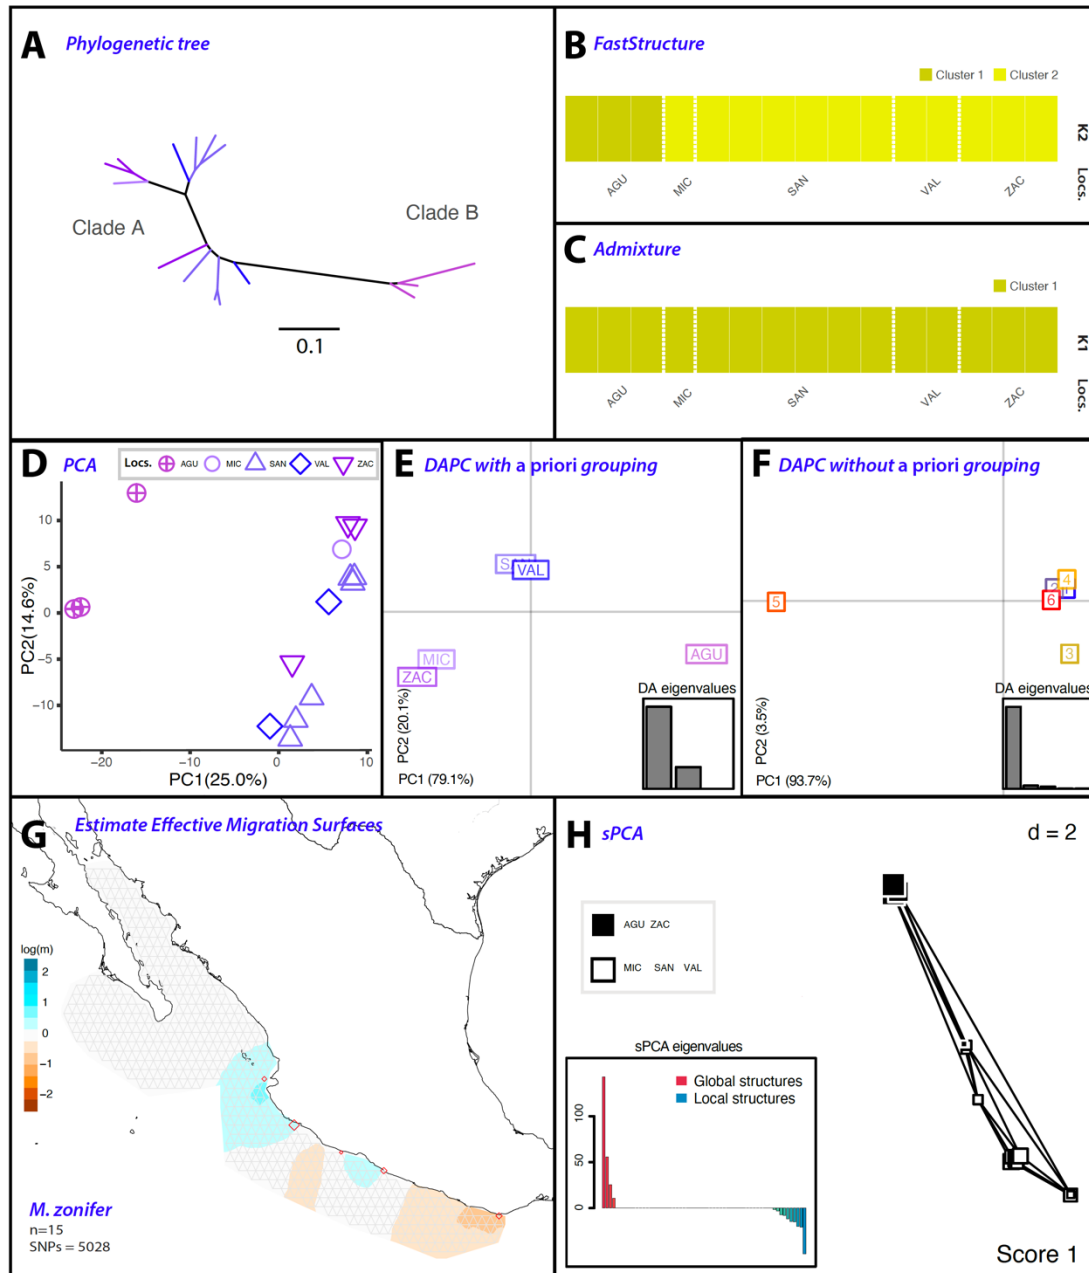 A Phylogenetic tree
Clade A
Clade B
0.1
B FastStructure
Cluster 1 Cluster 2
K2
AGU MIC SAN VAL ZAC
Locs.
C Admixture
Cluster 1
K1
AGU MIC SAN VAL ZAC
Locs.
D PCA
Locs. AGU MIC SAN VAL ZAC
PC2(14.6%)
10
5
0
−5
−10
−20 −10 0 10
PC1(25.0%)
E DAPC with a priori grouping
SAN
VAL
MIC
ZAC
AGU
DA eigenvalues
PC2 (20.1%)
PC1 (79.1%)
F DAPC without a priori grouping
4
2
5
6
3
DA eigenvalues
PC2 (3.5%)
PC1 (93.7%)
G Estimate Effective Migration Surfaces
log(m)
2
1
0
−1
−2
M. zonifer
n=15
SNPs = 5028
H sPCA
d = 2
AGU ZAC
MIC SAN VAL
sPCA eigenvalues
Global structures
Local structures
100
50
0
Score 1